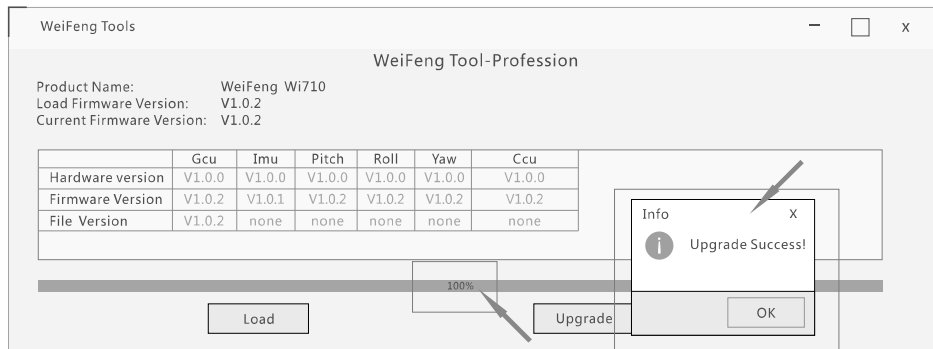 WeiFeng Tools
x
WeiFeng Tool-Profession
Product Name: WeiFeng Wi710
Load Firmware Version: V1.0.2
Current Firmware Version: V1.0.2
Gcu Imu Pitch Roll Yaw Ccu
Hardware version V1.0.0 V1.0.0 V1.0.0 V1.0.0 V1.0.0 V1.0.0
Firmware Version V1.0.2 V1.0.1 V1.0.2 V1.0.2 V1.0.2 V1.0.2
File Version V1.0.2 none none none none none
Info X
Upgrade Success!
OK
100%
Load
Upgrade